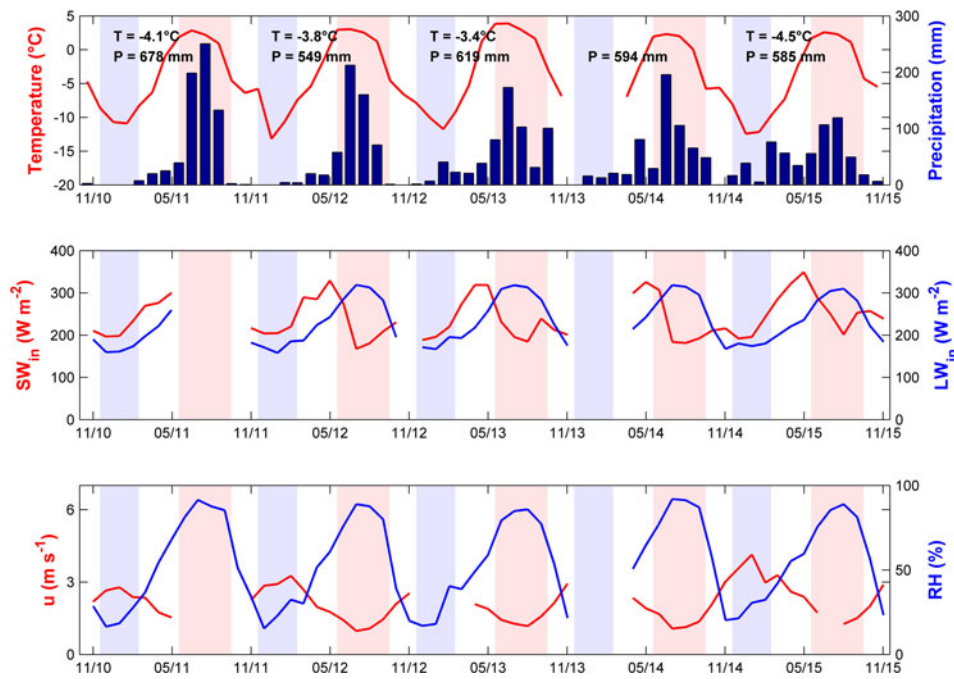 5 300
T = -4.1°C T = -3.8°C T = -3.4°C T = -4.5°C
P = 678 mm P = 549 mm P = 619 mm 594 mm P = 585 mm
0
-5 200
-10
100
-15
-20 0
Temperature (°C)
Precipitation (mm)
11/10 05/11 11/11 05/12 11/12 05/13 11/13 05/14 11/14 05/15 11/15
400 400
300 300
200 200
100 100
0 0
SWin (W m-2)
LWin (W m-2)
11/10 05/11 11/11 05/12 11/12 05/13 11/13 05/14 11/14 05/15 11/15
100
6
3 50
0 0
u (m s-1)
RH (%)
11/10 05/11 11/11 05/12 11/12 05/13 11/13 05/14 11/14 05/15 11/15